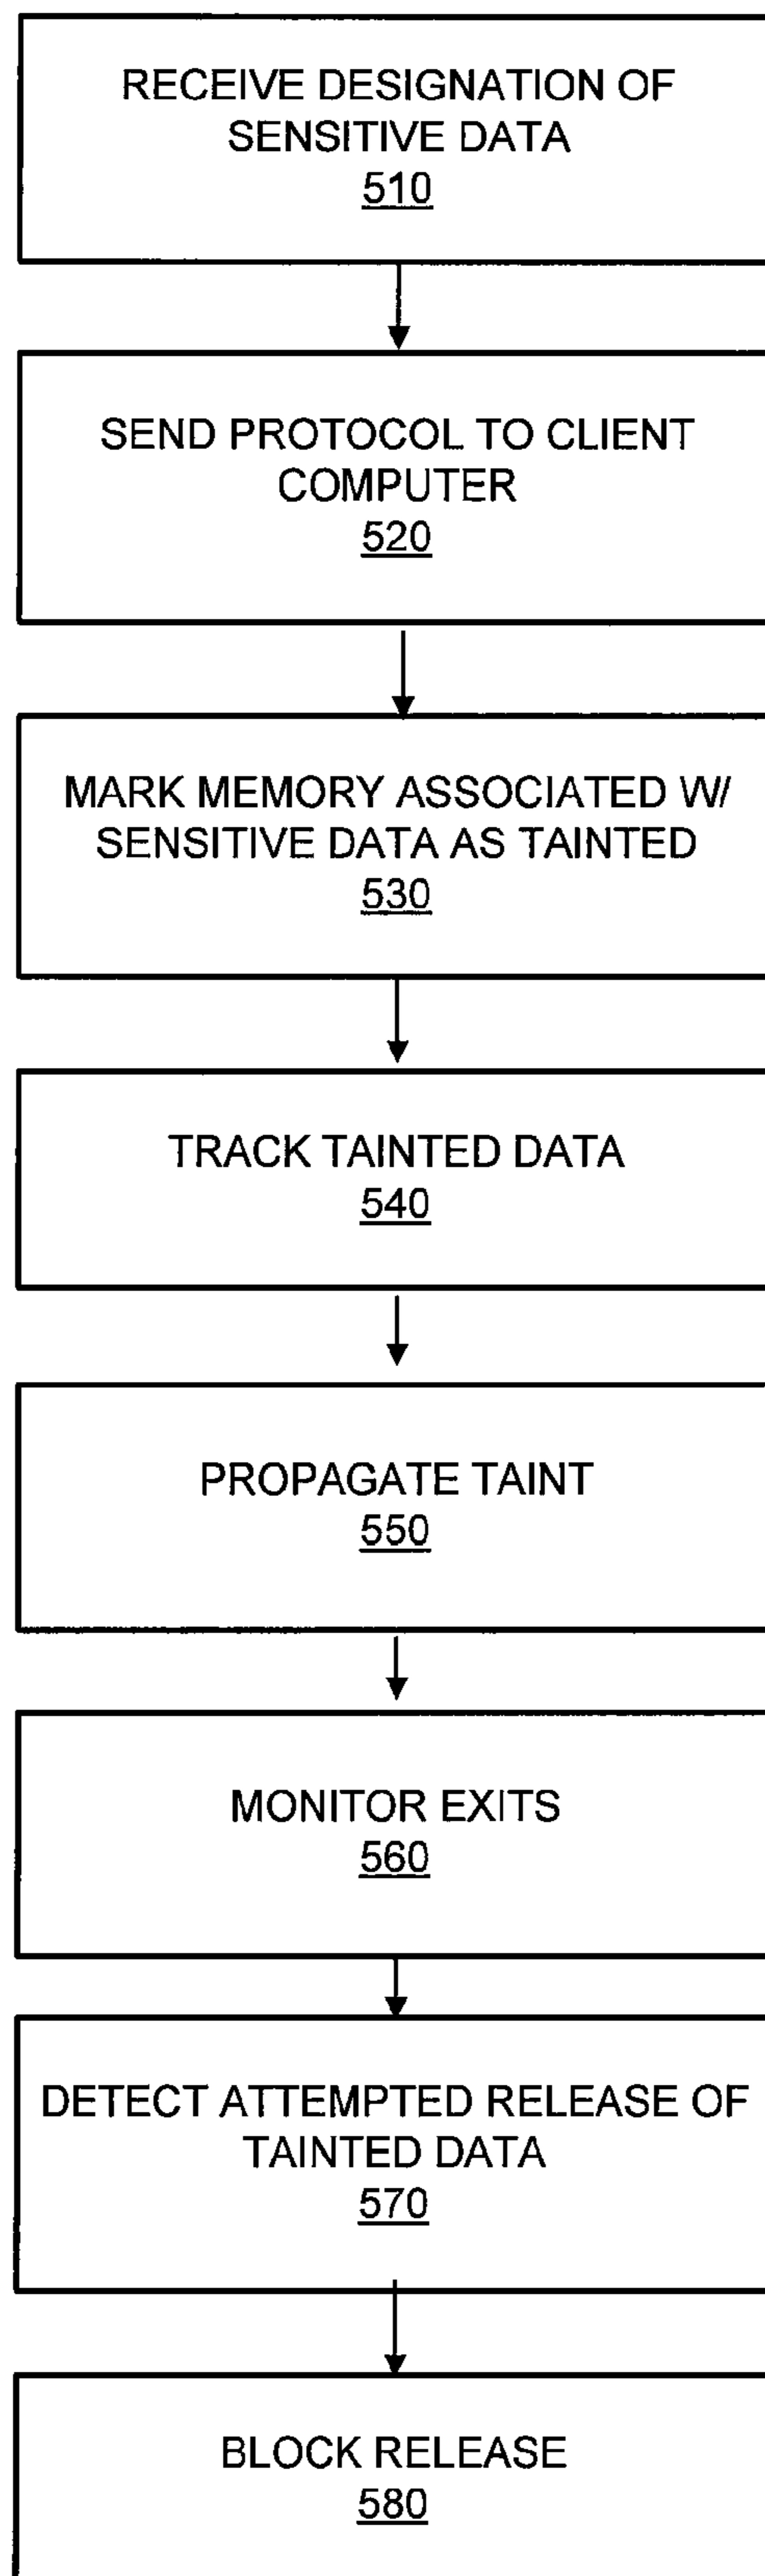 RECEIVE DESIGNATION OF
SENSITIVE DATA
510
SEND PROTOCOL TO CLIENT
COMPUTER
520
MARK MEMORY ASSOCIATED W/
SENSITIVE DATA AS TAINTED
530
TRACK TAINTED DATA
540
PROPAGATE TAINT
550
MONITOR EXITS
560
DETECT ATTEMPTED RELEASE OF
TAINTED DATA
570
BLOCK RELEASE
580